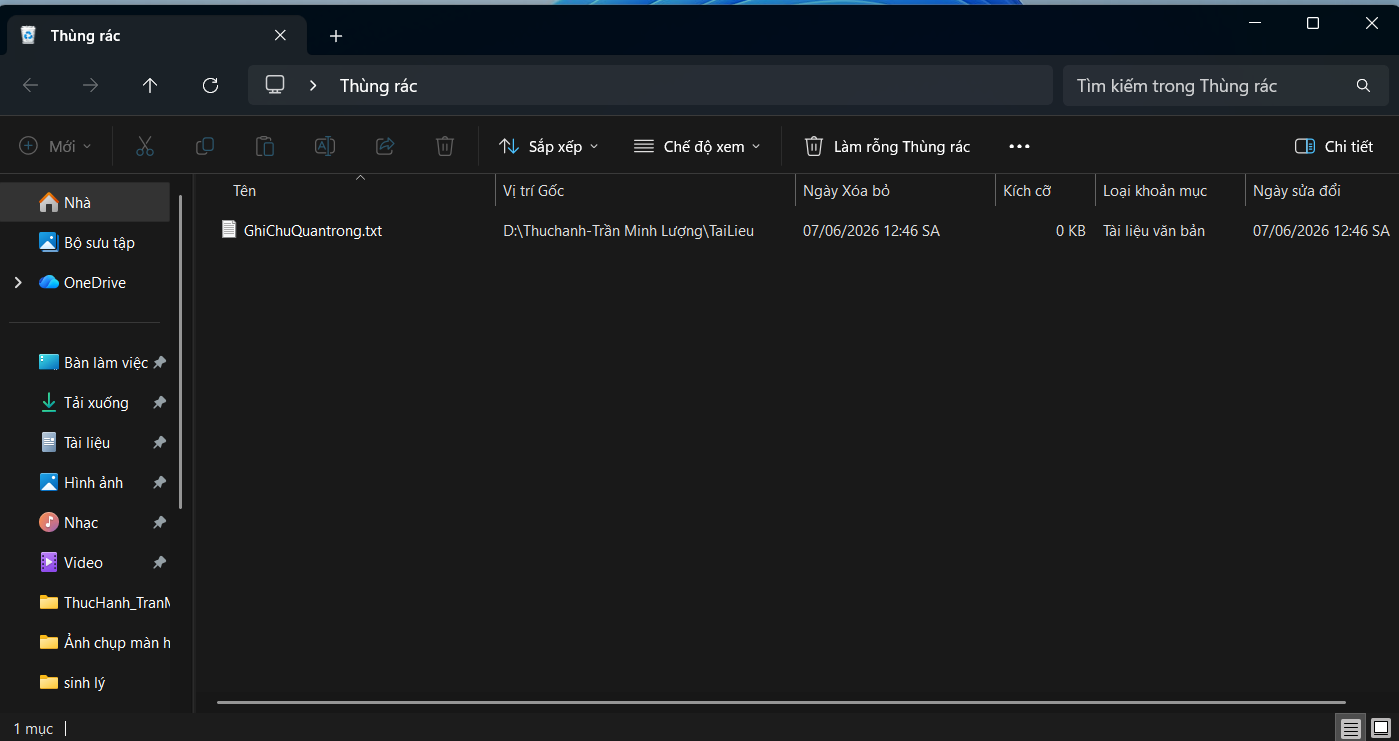 Thùng rác
Thùng rác
Tìm kiếm trong Thùng rác
Mới
Sắp xếp
Chế độ xem
Làm rỗng Thùng rác
Chi tiết
Tên
Vị trí Gốc
Ngày Xóa bỏ
Kích cỡ
Loại khoản mục
Ngày sửa đổi
GhiChuQuantrong.txt
D:\Thuchanh-Trần Minh Lượng\TaiLieu
07/06/2026 12:46 SA
0 KB
Tài liệu văn bản
07/06/2026 12:46 SA
Nhà
Bộ sưu tập
OneDrive
Bàn làm việc
Tải xuống
Tài liệu
Hình ảnh
Nhạc
Video
ThucHanh_TranM
Ảnh chụp màn h
sinh lý
1 mục